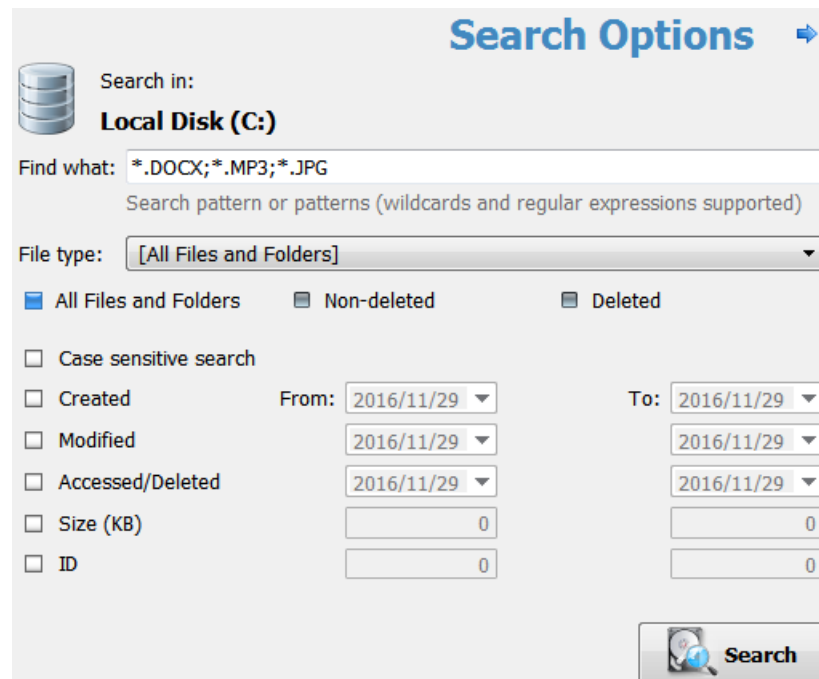 Search Options
Search in:
Local Disk (C:)
Find what: *.DOCX;*.MP3;*.JPG
Search pattern or patterns (wildcards and regular expressions supported)
File type: [All Files and Folders]
All Files and Folders Non-deleted Deleted
Case sensitive search
Created From: 2016/11/29 To: 2016/11/29
Modified 2016/11/29 2016/11/29
Accessed/Deleted 2016/11/29 2016/11/29
Size (KB) 0 0
ID 0 0
Search